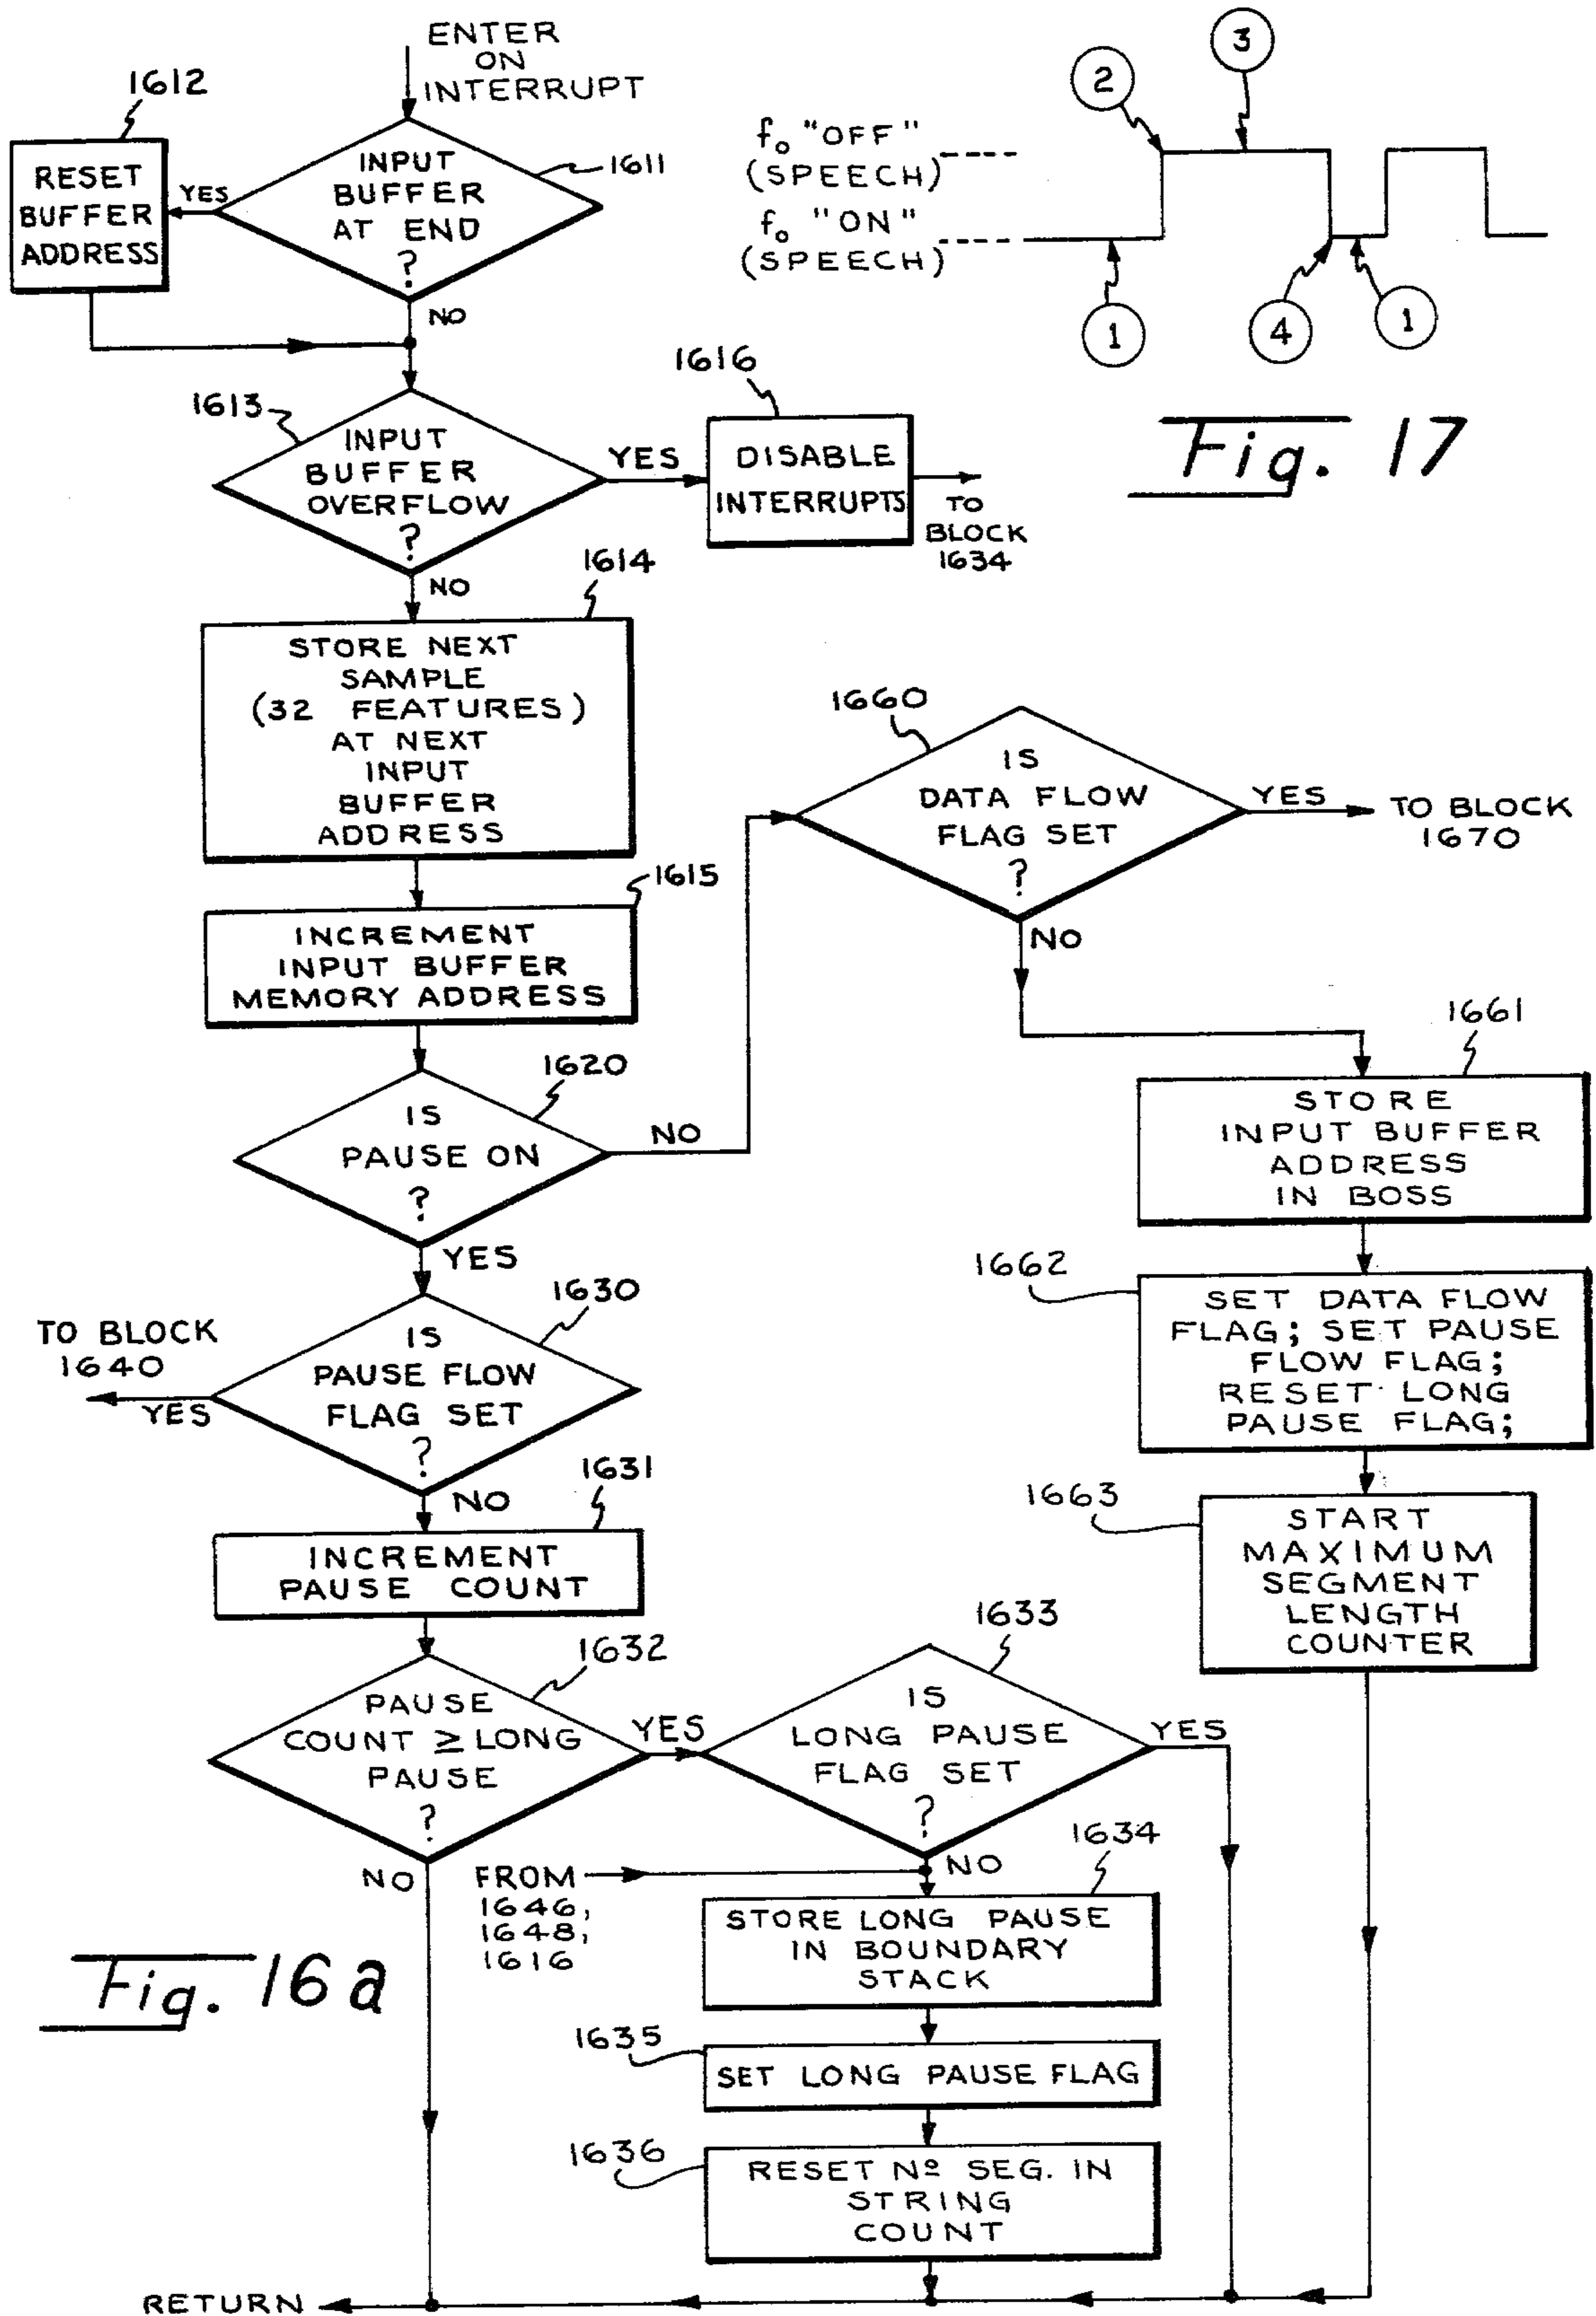 ENTER
ON
INTERRUPT
1612
RESET
BUFFER
ADDRESS
YES
INPUT
BUFFER
AT END
?
1611
NO
1613
INPUT
BUFFER
OVERFLOW
?
YES
1616
DISABLE
INTERRUPTS
TO
BLOCK
1634
NO
1614
STORE NEXT
SAMPLE
(32 FEATURES)
AT NEXT
INPUT
BUFFER
ADDRESS
1615
INCREMENT
INPUT BUFFER
MEMORY ADDRESS
1620
IS
PAUSE ON
?
NO
YES
1630
TO BLOCK
1640
YES
IS
PAUSE FLOW
FLAG SET
?
NO
1631
INCREMENT
PAUSE COUNT
1632
PAUSE
COUNT ≥ LONG
PAUSE
?
YES
NO
1633
IS
LONG PAUSE
FLAG SET
?
YES
NO
FROM
1646,
1648,
1616
1634
STORE LONG PAUSE
IN BOUNDARY
STACK
1635
SET LONG PAUSE FLAG
1636
RESET Nº SEG. IN
STRING
COUNT
RETURN
Fig. 16a
1660
IS
DATA FLOW
FLAG SET
?
YES
TO BLOCK
1670
NO
1661
STORE
INPUT BUFFER
ADDRESS
IN BOSS
1662
SET DATA FLOW
FLAG; SET PAUSE
FLOW FLAG;
RESET LONG
PAUSE FLAG;
1663
START
MAXIMUM
SEGMENT
LENGTH
COUNTER
fo "OFF"
(SPEECH)
fo "ON"
(SPEECH)
2
3
1
4
1
Fig. 17